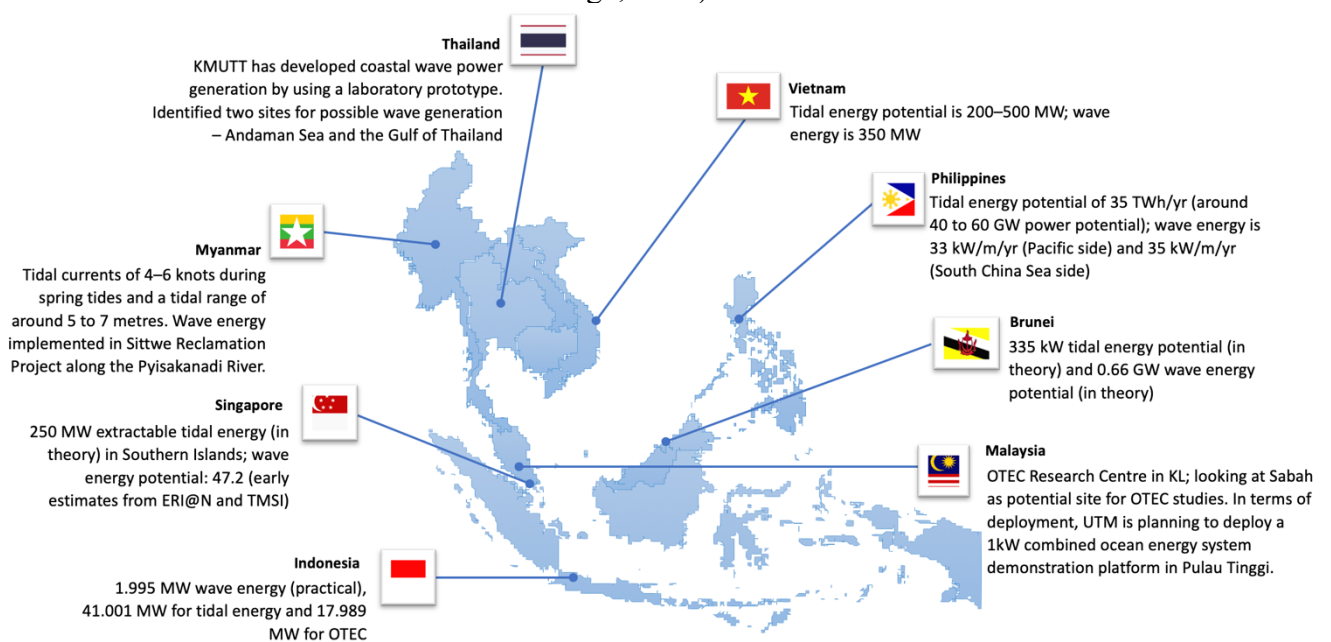 Thailand
KMUTT has developed coastal wave power
generation by using a laboratory prototype.
Identified two sites for possible wave generation
– Andaman Sea and the Gulf of Thailand
Vietnam
Tidal energy potential is 200–500 MW; wave
energy is 350 MW
Philippines
Tidal energy potential of 35 TWh/yr (around
40 to 60 GW power potential); wave energy is
33 kW/m/yr (Pacific side) and 35 kW/m/yr
(South China Sea side)
Myanmar
Tidal currents of 4–6 knots during
spring tides and a tidal range of
around 5 to 7 metres. Wave energy
implemented in Sittwe Reclamation
Project along the Pyisakanadi River.
Brunei
335 kW tidal energy potential (in
theory) and 0.66 GW wave energy
potential (in theory)
Singapore
250 MW extractable tidal energy (in
theory) in Southern Islands; wave
energy potential: 47.2 (early
estimates from ERI@N and TMSI)
Malaysia
OTEC Research Centre in KL; looking at Sabah
as potential site for OTEC studies. In terms of
deployment, UTM is planning to deploy a
1kW combined ocean energy system
demonstration platform in Pulau Tinggi.
Indonesia
1.995 MW wave energy (practical),
41.001 MW for tidal energy and 17.989
MW for OTEC